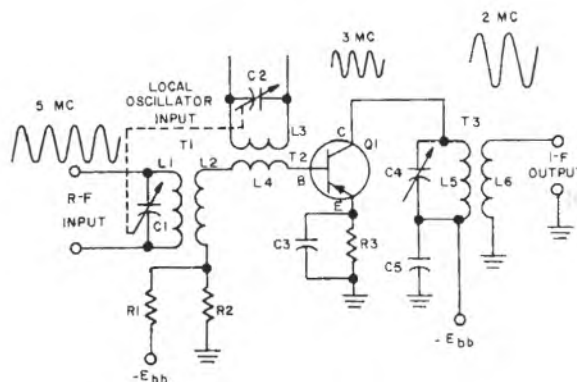 2 MC
3 MC
LOCAL
OSCILLATOR
INPUT
C2
5 MC
L3
C
Q1
T3
T1
L1
L2
T2
L4
B
C4
L5
L6
I-F
OUTPUT
R-F
INPUT
C1
E
C3
R3
C5
R1
R2
-Ebb
-Ebb